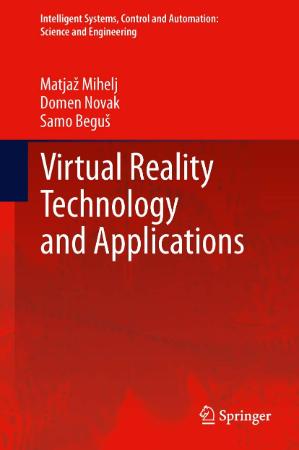 Intelligent Systems, Control and Automation:
Science and Engineering
Matjaž Mihelj
Domen Novak
Samo Beguš
Virtual Reality
Technology
and Applications
Springer